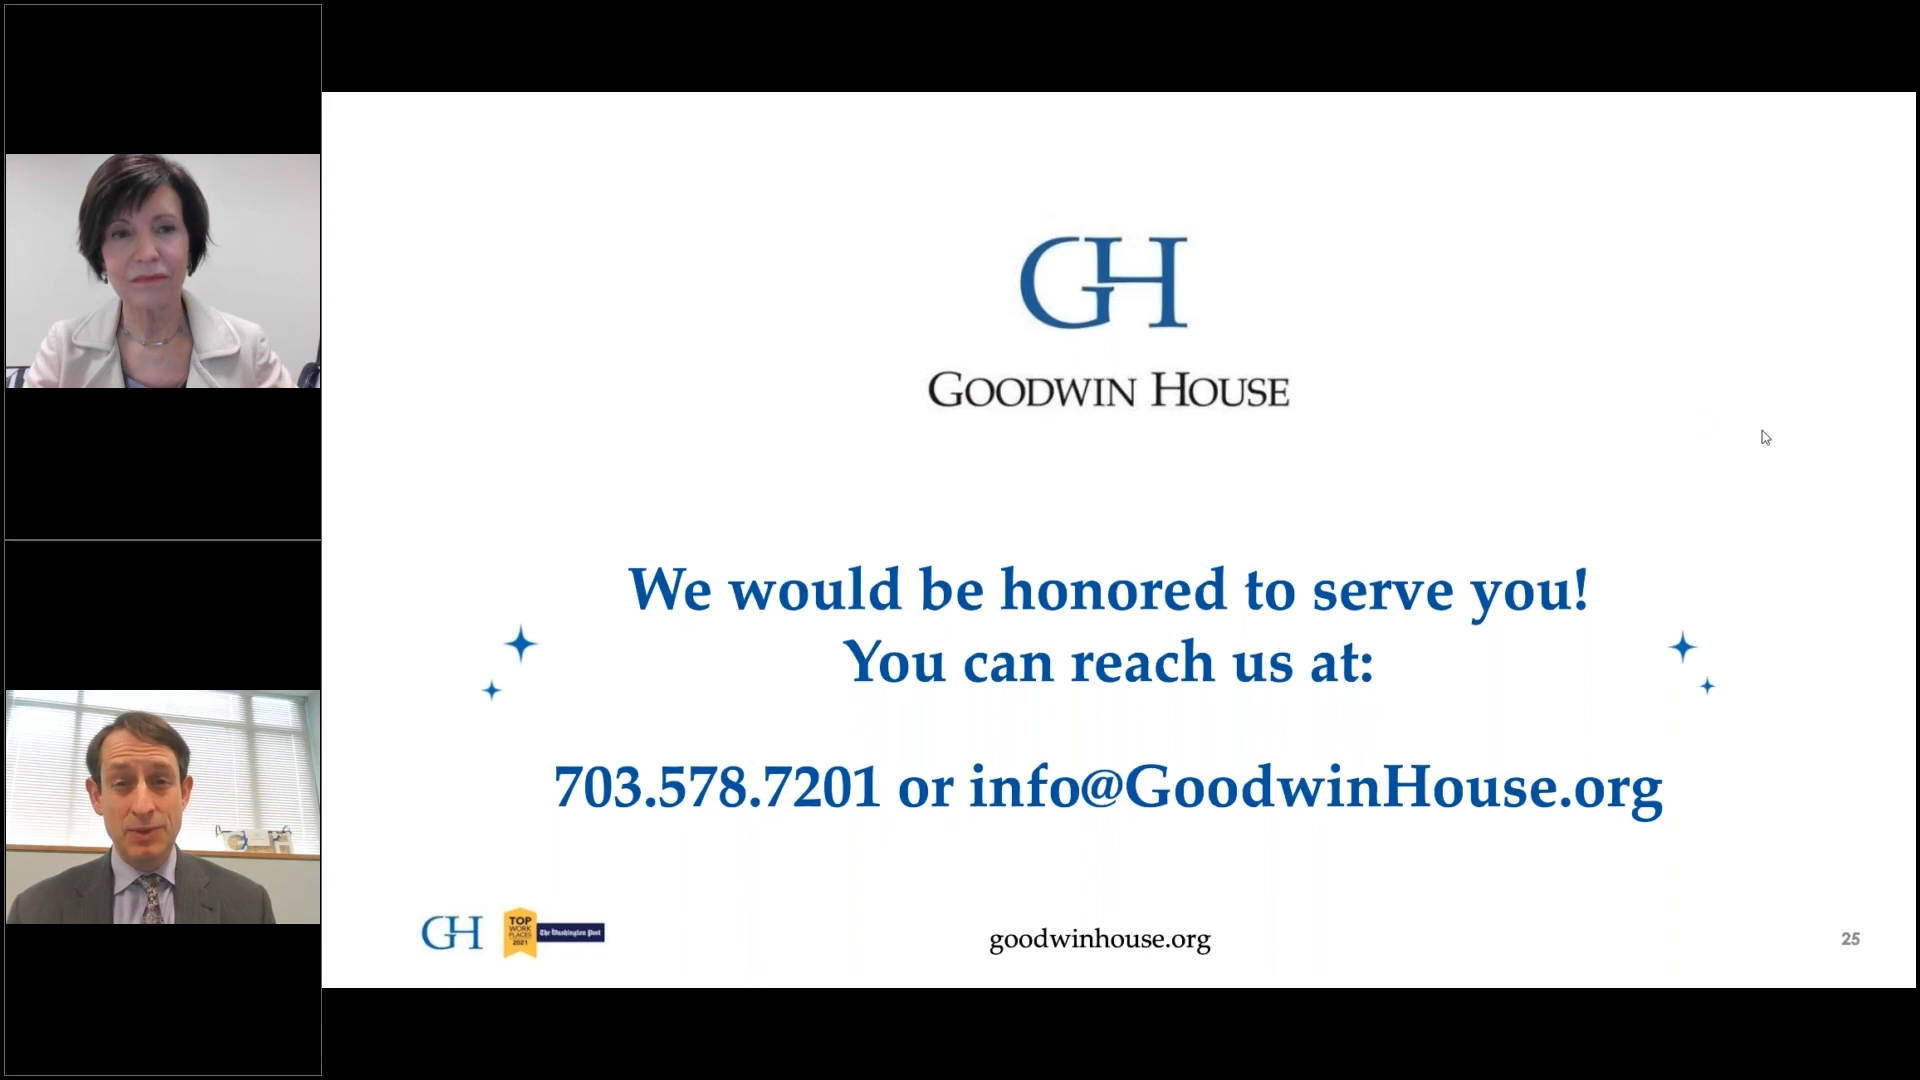 GH
GOODWIN HOUSE
We would be honored to serve you!
You can reach us at:
703.578.7201 or info@GoodwinHouse.org
GH
TOP
WORK
PLACES
2021
The Washington Post
goodwinhouse.org
25